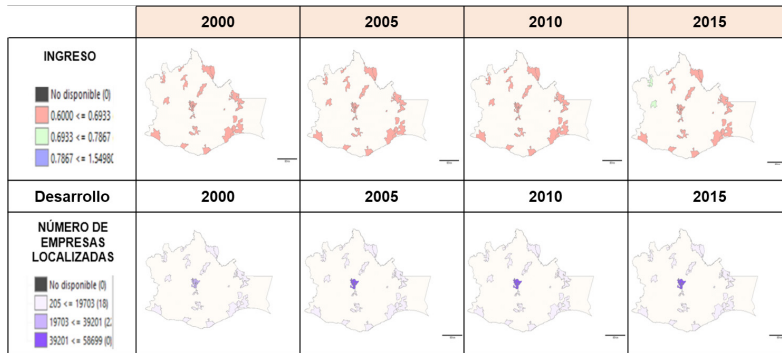 2000 2005 2010 2015
INGRESO
No disponible (0)
0.6000 <= 0.6933
0.6933 <= 0.7867
0.7867 <= 1.5498(
Desarrollo 2000 2005 2010 2015
NÚMERO DE
EMPRESAS
LOCALIZADAS
No disponible (0)
205 <= 19703 (18)
19703 <= 39201 (2
39201 <= 58699 (0)